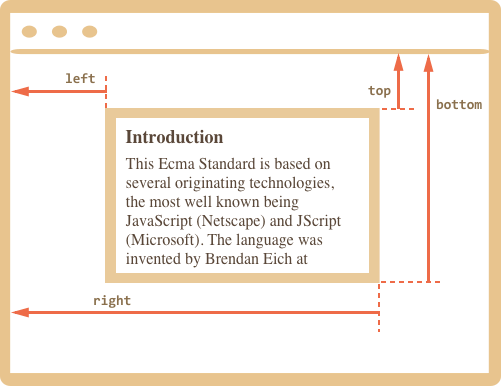 left
top
bottom
Introduction
This Ecma Standard is based on
several originating technologies,
the most well known being
JavaScript (Netscape) and JScript
(Microsoft). The language was
invented by Brendan Eich at
right